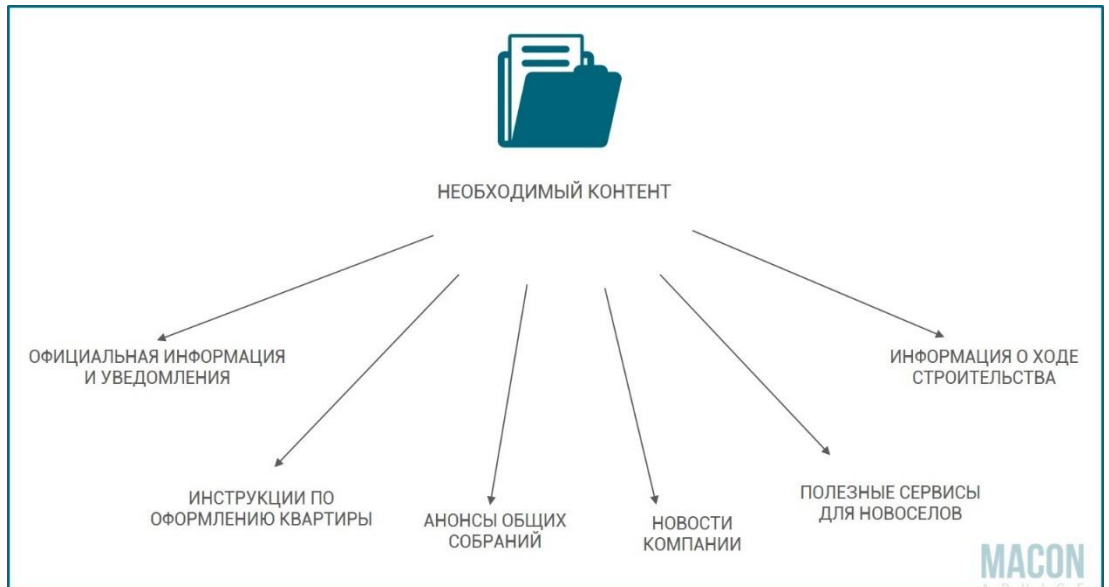 НЕОБХОДИМЫЙ КОНТЕНТ
ОФИЦИАЛЬНАЯ ИНФОРМАЦИЯ
И УВЕДОМЛЕНИЯ
ИНСТРУКЦИИ ПО
ОФОРМЛЕНИЮ КВАРТИРЫ
АНОНСЫ ОБЩИХ
СОБРАНИЙ
НОВОСТИ
КОМПАНИИ
ПОЛЕЗНЫЕ СЕРВИСЫ
ДЛЯ НОВОСЕЛОВ
ИНФОРМАЦИЯ О ХОДЕ
СТРОИТЕЛЬСТВА
MACON